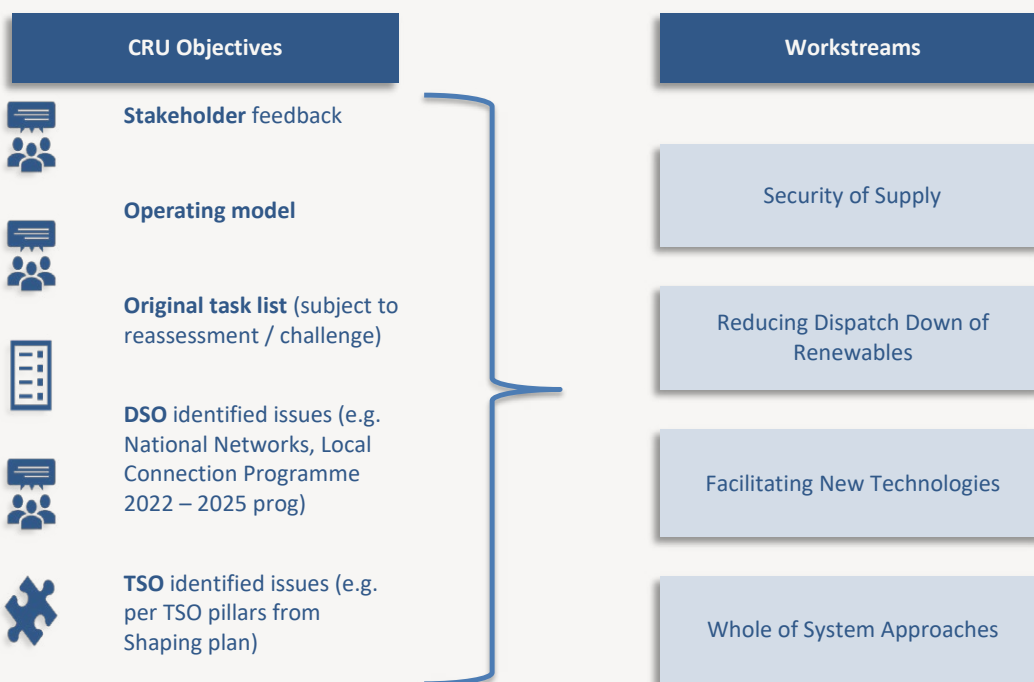 CRU Objectives
Stakeholder feedback
Operating model
Original task list (subject to
reassessment / challenge)
DSO identified issues (e.g.
National Networks, Local
Connection Programme
2022 – 2025 prog)
TSO identified issues (e.g.
per TSO pillars from
Shaping plan)
Workstreams
Security of Supply
Reducing Dispatch Down of
Renewables
Facilitating New Technologies
Whole of System Approaches